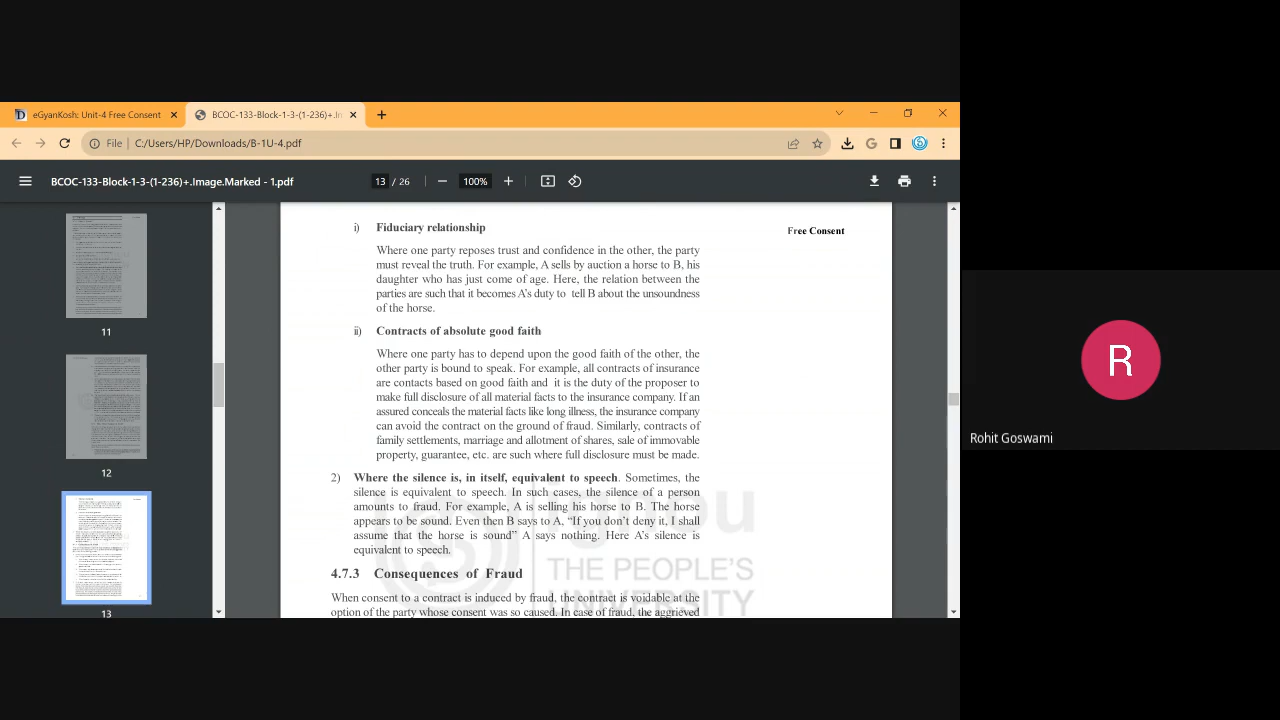 eGyanKosh: Unit-4 Free Consent
BCOC-133-Block-1-3-(1-236)+.Im
File
C:/Users/HP/Downloads/B-1U-4.pdf
BCOC-133-Block-1-3-(1-236)+.Image.Marked - 1.pdf
13 / 26
100%
11
12
13
Free Consent
i) Fiduciary relationship
Where one party reposes trust and confidence in the other, the party
must reveal the truth. For example, A sells by auction a horse to B, his
daughter who has just come of age. Here, the relation between the
parties are such that it becomes A's duty to tell B about the unsoundness
of the horse.
ii) Contracts of absolute good faith
Where one party has to depend upon the good faith of the other, the
other party is bound to speak. For example, all contracts of insurance
are contacts based on good faith and it is the duty of the proposer to
make full disclosure of all material facts to the insurance company. If an
assured conceals the material facts like long illness, the insurance company
can avoid the contract on the ground of fraud. Similarly, contracts of
family settlements, marriage and allotment of shares, sale of immovable
property, guarantee, etc. are such where full disclosure must be made.
2) Where the silence is, in itself, equivalent to speech. Sometimes, the
silence is equivalent to speech. In such cases, the silence of a person
amounts to fraud. For example, A is selling his horse to B. The horse
appears to be sound. Even then B says to A, “If you don't deny it, I shall
assume that the horse is sound” A says nothing. Here A's silence is
equivalent to speech.
4.7.3 Consequences of Fraud
When consent to a contract is induced by fraud, the contract is voidable at the
option of the party whose consent was so caused. In case of fraud, the aggrieved
ignou
THE PEOPLE'S
UNIVERSITY
R
Rohit Goswami